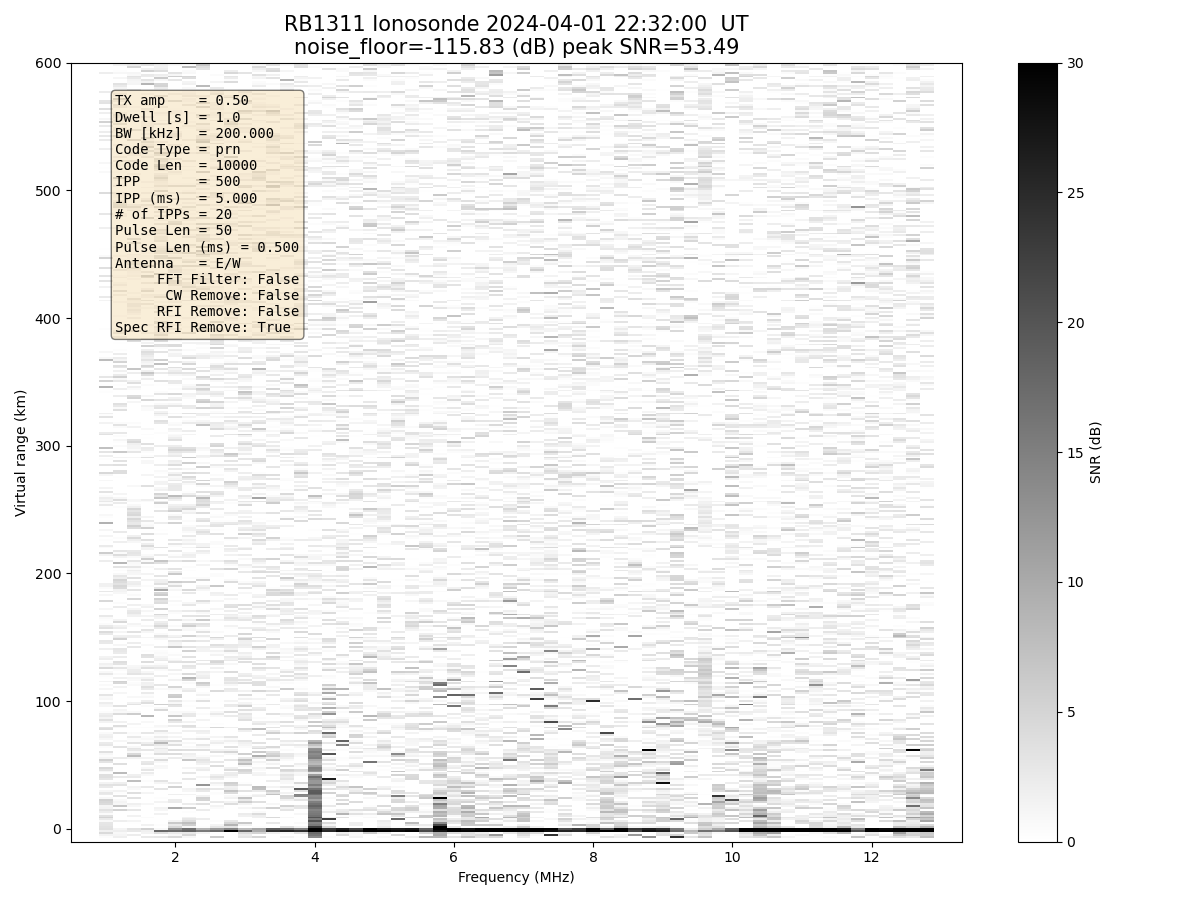 RB1311 Ionosonde 2024-04-01 22:32:00  UT
noise_floor=-115.83 (dB) peak SNR=53.49
TX amp    = 0.50
Dwell [s] = 1.0
BW [kHz]  = 200.000
Code Type = prn
Code Len  = 10000
IPP       = 500
IPP (ms)  = 5.000
# of IPPs = 20
Pulse Len = 50
Pulse Len (ms) = 0.500
Antenna   = E/W
FFT Filter: False
CW Remove: False
RFI Remove: False
Spec RFI Remove: True
600
500
400
300
200
100
0
Virtual range (km)
2
4
6
8
10
12
Frequency (MHz)
30
25
20
15
10
5
0
SNR (dB)